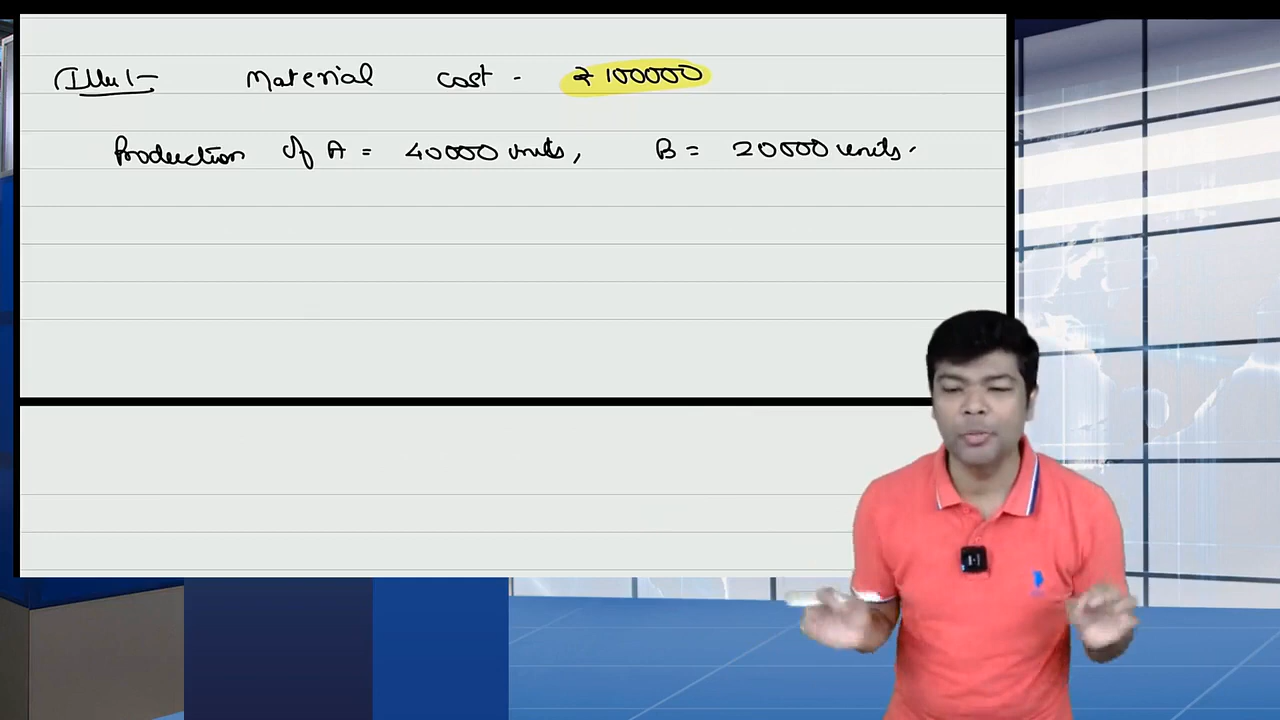 Illu 1- Material cost - ₹ 100000
Production of A = 40000 units, B = 20000 units.